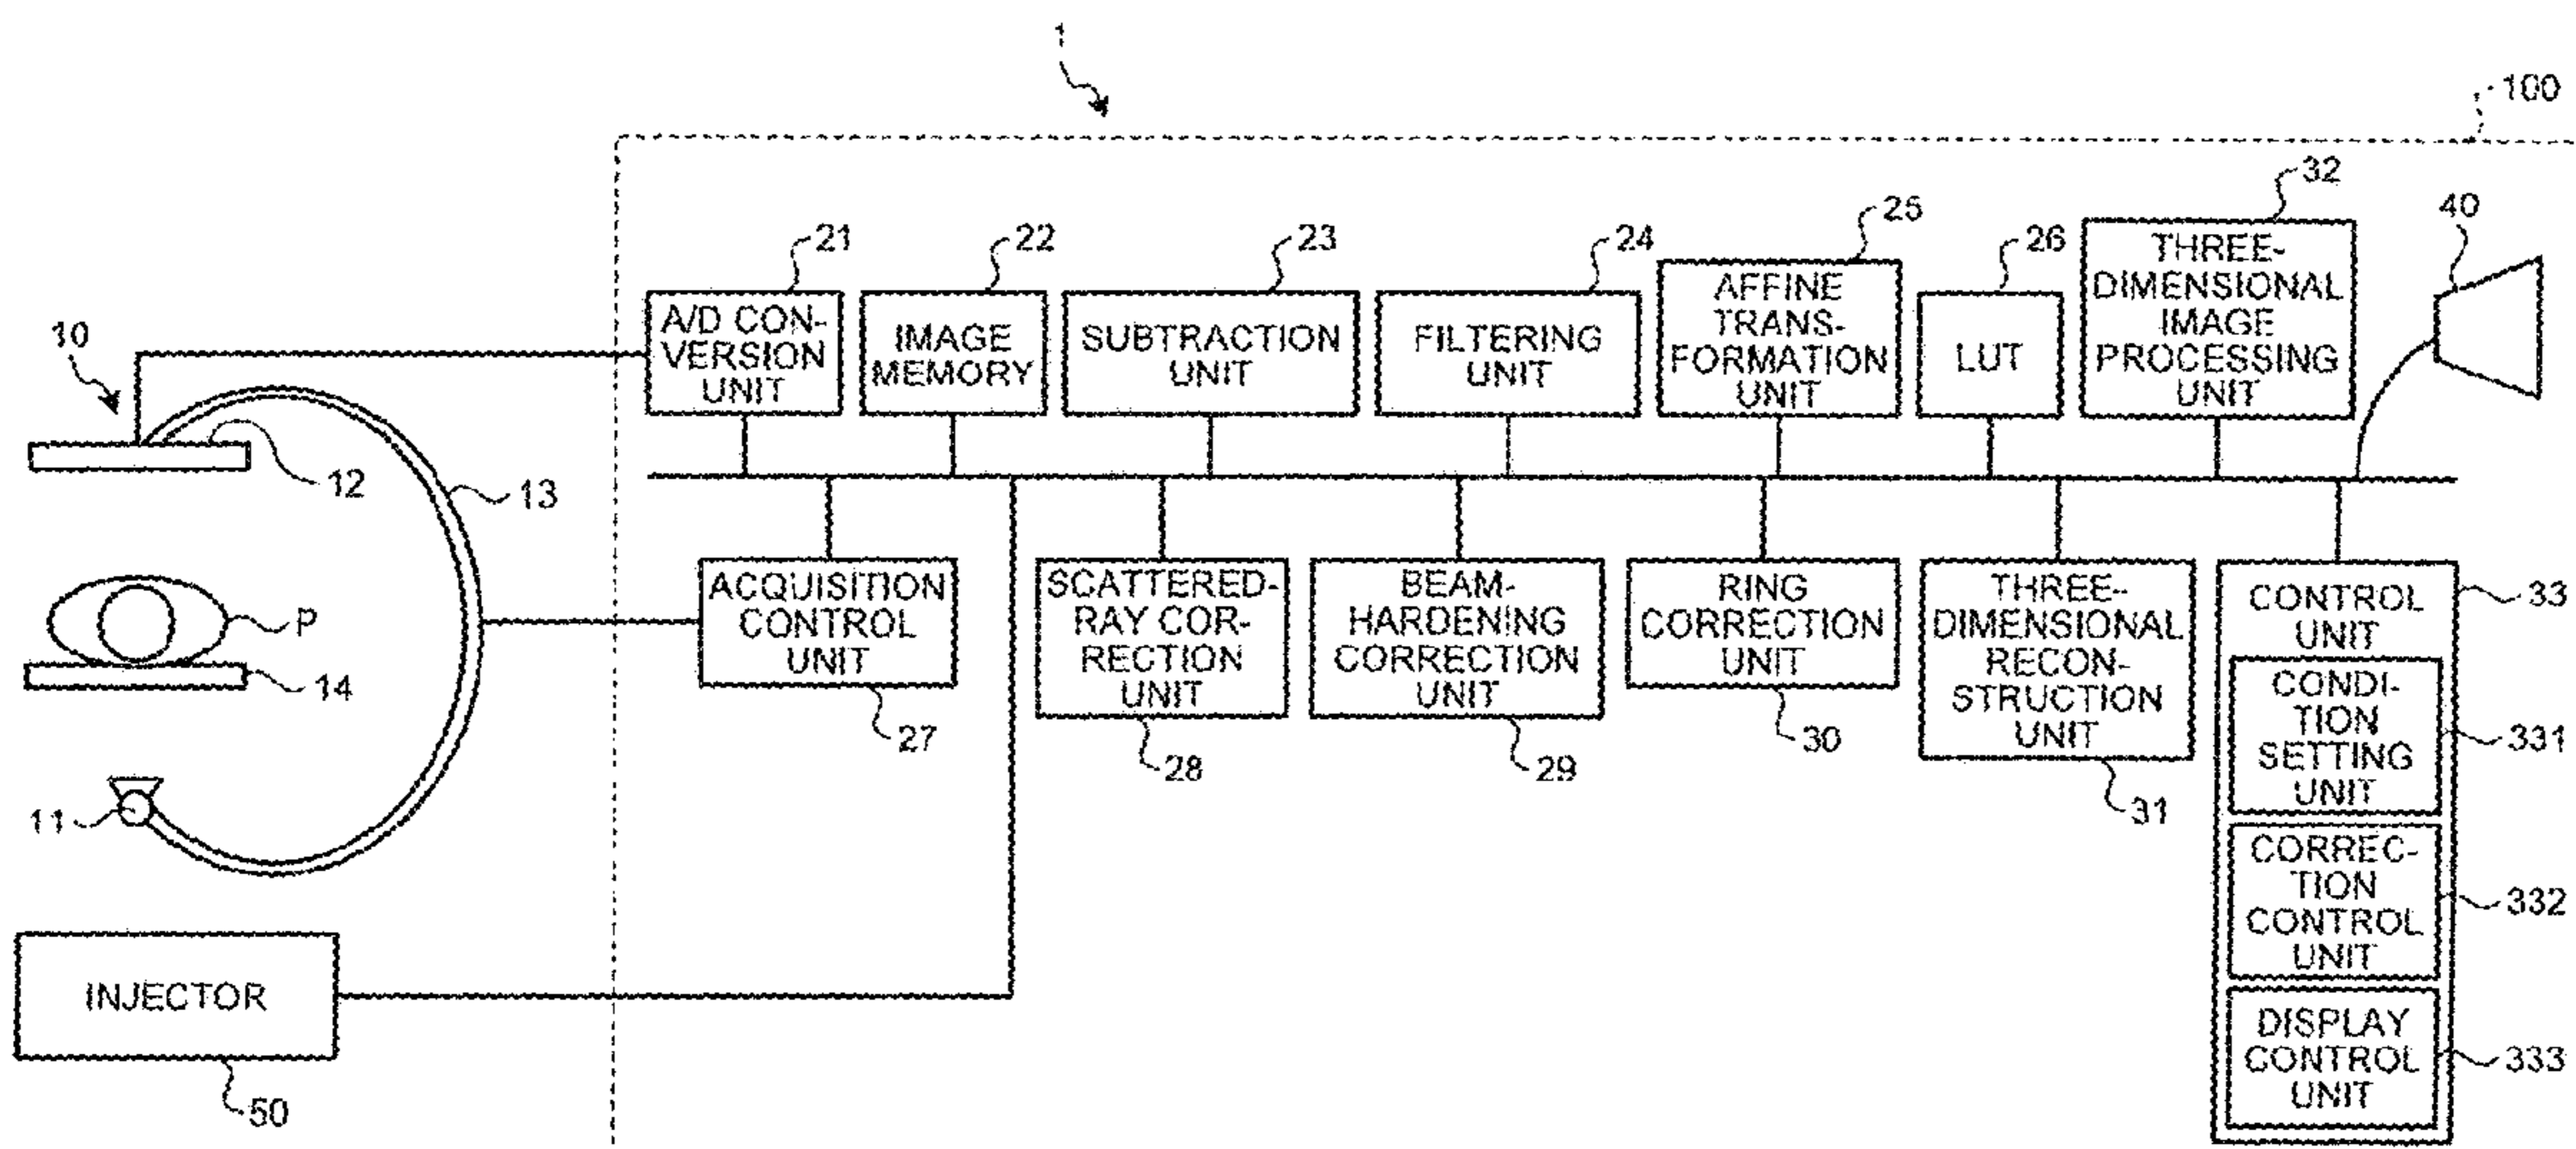 1
100
32
25
40
21
22
23
24
26
A/D CON-
VERSION
UNIT
IMAGE
MEMORY
SUBTRACTION
UNIT
FILTERING
UNIT
AFFINE
TRANS-
FORMATION
UNIT
LUT
THREE-
DIMENSIONAL
IMAGE
PROCESSING
UNIT
10
12
13
P
14
11
ACQUISITION
CONTROL
UNIT
27
SCATTERED-
RAY COR-
RECTION
UNIT
28
BEAM-
HARDENING
CORRECTION
UNIT
29
RING
CORRECTION
UNIT
30
THREE-
DIMENSIONAL
RECON-
STRUCTION
UNIT
31
CONTROL
UNIT
33
CONDI-
TION
SETTING
UNIT
331
CORREC-
TION
CONTROL
UNIT
332
DISPLAY
CONTROL
UNIT
333
INJECTOR
50